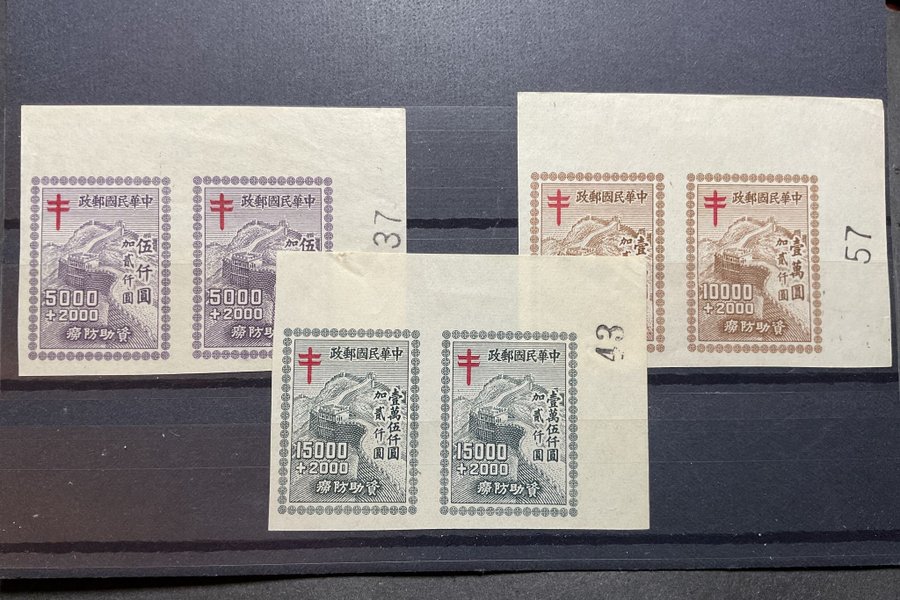 中華民國郵政
伍仟圓
加貳仟圓
5000
+2000
資助防癆
中華民國郵政
伍仟圓
加
5000
+2000
資助防癆
37
中華民國郵政
壹
加貳仟
中華民國郵政
壹萬圓
加貳仟圓
10000
+2000
資助防癆
57
中華民國郵政
壹萬伍仟圓
加貳仟圓
15000
+2000
資助防癆
中華民國郵政
壹萬伍仟圓
加貳仟圓
15000
+2000
資助防癆
43